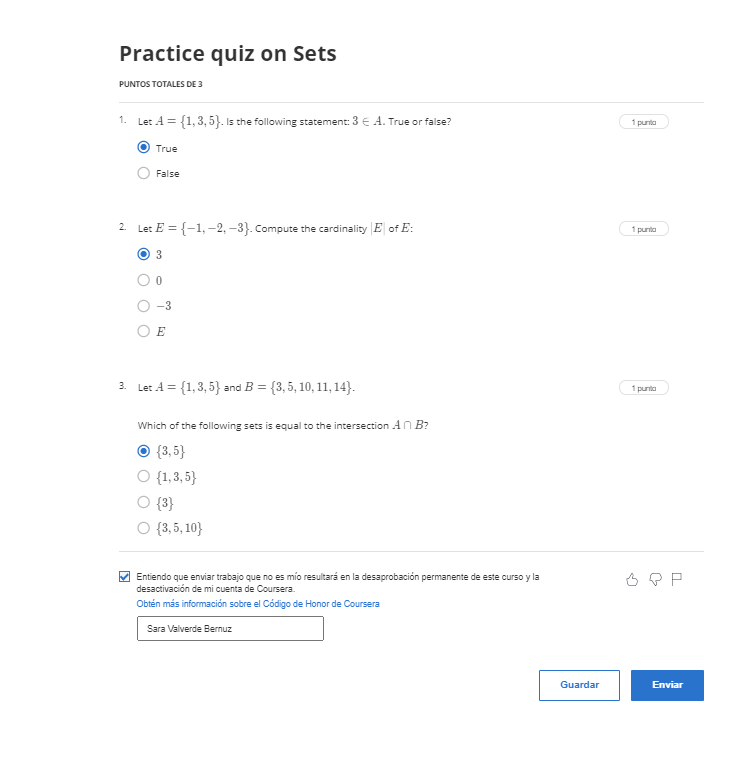 Practice quiz on Sets
PUNTOS TOTALES DE 3
1. Let A = {1, 3, 5}. Is the following statement: 3 ∈ A. True or false?
1 punto
True
False
2. Let E = {−1, −2, −3}. Compute the cardinality |E| of E:
1 punto
3
0
−3
E
3. Let A = {1, 3, 5} and B = {3, 5, 10, 11, 14}.
1 punto
Which of the following sets is equal to the intersection A ∩ B?
{3, 5}
{1, 3, 5}
{3}
{3, 5, 10}
Entiendo que enviar trabajo que no es mío resultará en la desaprobación permanente de este curso y la
desactivación de mi cuenta de Coursera.
Obtén más información sobre el Código de Honor de Coursera
Sara Valverde Bernuz
Guardar
Enviar